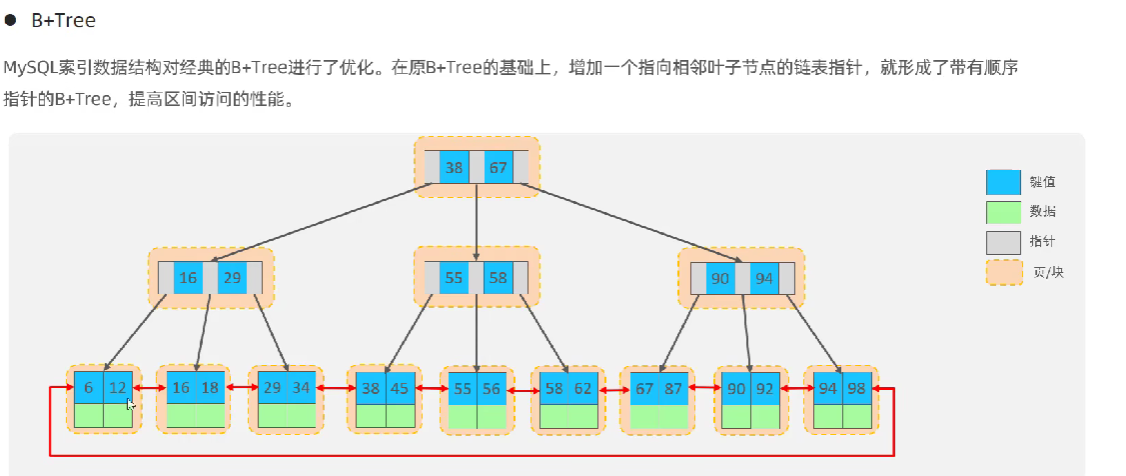 ● B+Tree
MySQL索引数据结构对经典的B+Tree进行了优化。在原B+Tree的基础上，增加一个指向相邻叶子节点的链表指针，就形成了带有顺序
指针的B+Tree，提高区间访问的性能。
38 67
键值
数据
指针
页/块
16 29
55 58
90 94
6 12
16 18
29 34
38 45
55 56
58 62
67 87
90 92
94 98